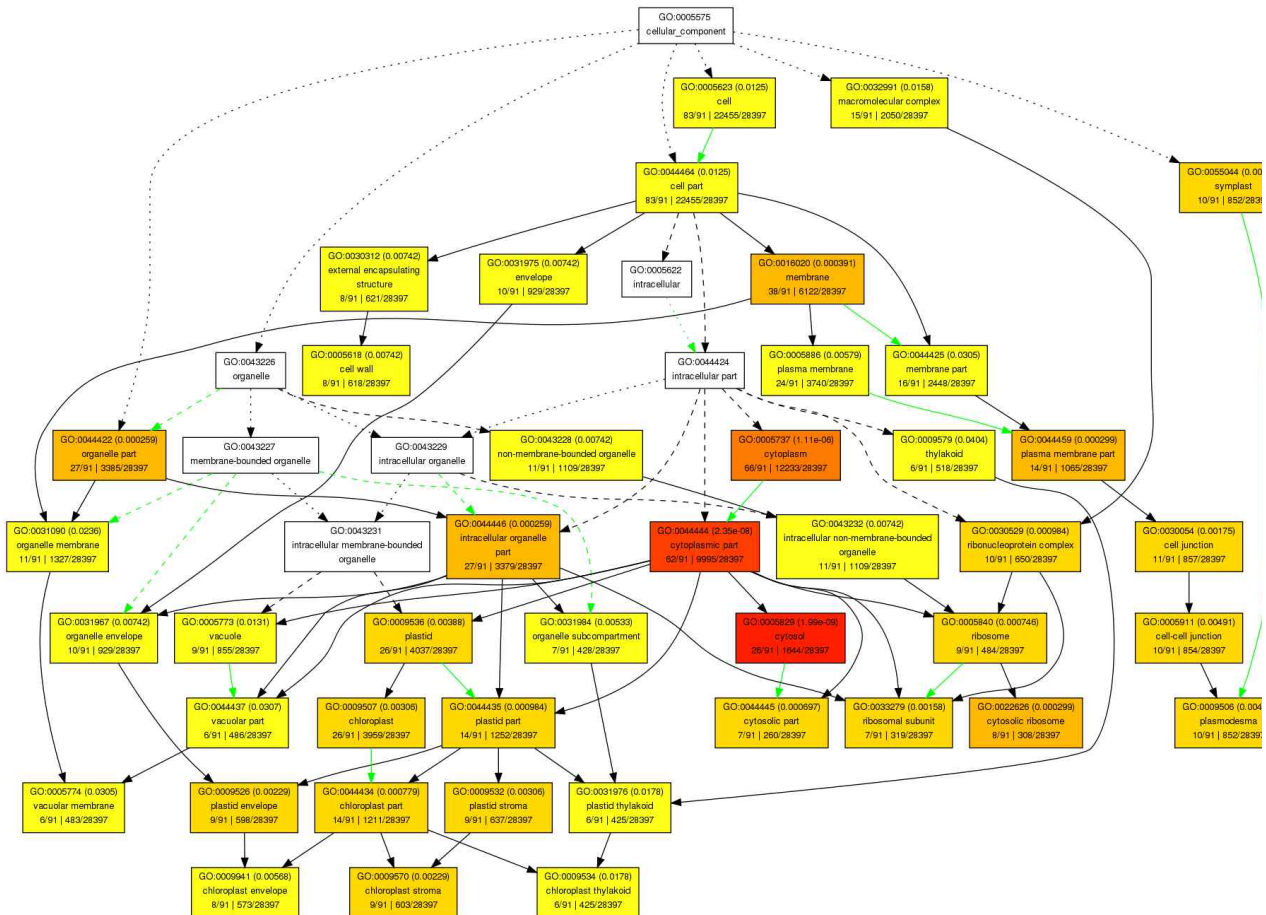 GO:0005575
cellular_component
GO:0005623 (0.0125)
cell
83/91 | 22455/28397
GO:0032991 (0.0158)
macromolecular complex
15/91 | 2050/28397
GO:0044464 (0.0125)
cell part
83/91 | 22455/28397
GO:0055044 (0.00
symplast
10/91 | 852/2839
GO:0030312 (0.00742)
external encapsulating
structure
8/91 | 621/28397
GO:0031975 (0.00742)
envelope
10/91 | 929/28397
GO:0005622
intracellular
GO:0016020 (0.000391)
membrane
38/91 | 6122/28397
GO:0043226
organelle
GO:0005618 (0.00742)
cell wall
8/91 | 618/28397
GO:0044424
intracellular part
GO:0005886 (0.00579)
plasma membrane
24/91 | 3740/28397
GO:0044425 (0.0305)
membrane part
16/91 | 2448/28397
GO:0044422 (0.000259)
organelle part
27/91 | 3385/28397
GO:0043227
membrane-bounded organelle
GO:0043229
intracellular organelle
GO:0043228 (0.00742)
non-membrane-bounded organelle
11/91 | 1109/28397
GO:0005737 (1.11e-06)
cytoplasm
66/91 | 12233/28397
GO:0009579 (0.0404)
thylakoid
6/91 | 518/28397
GO:0044459 (0.000299)
plasma membrane part
14/91 | 1065/28397
GO:0031090 (0.0236)
organelle membrane
11/91 | 1327/28397
GO:0043231
intracellular membrane-bounded
organelle
GO:0044446 (0.000259)
intracellular organelle
part
27/91 | 3379/28397
GO:0044444 (2.35e-08)
cytoplasmic part
62/91 | 9995/28397
GO:0043232 (0.00742)
intracellular non-membrane-bounded
organelle
11/91 | 1109/28397
GO:0030529 (0.000984)
ribonucleoprotein complex
10/91 | 650/28397
GO:0030054 (0.00175)
cell junction
11/91 | 857/28397
GO:0031967 (0.00742)
organelle envelope
10/91 | 929/28397
GO:0005773 (0.0131)
vacuole
9/91 | 855/28397
GO:0009536 (0.00388)
plastid
26/91 | 4037/28397
GO:0031984 (0.00533)
organelle subcompartment
7/91 | 428/28397
GO:0005829 (1.99e-09)
cytosol
26/91 | 1644/28397
GO:0005840 (0.000746)
ribosome
9/91 | 484/28397
GO:0005911 (0.00491)
cell-cell junction
10/91 | 854/28397
GO:0044437 (0.0307)
vacuolar part
6/91 | 486/28397
GO:0009507 (0.00306)
chloroplast
26/91 | 3959/28397
GO:0044435 (0.000984)
plastid part
14/91 | 1252/28397
GO:0044445 (0.000697)
cytosolic part
7/91 | 260/28397
GO:0033279 (0.00158)
ribosomal subunit
7/91 | 319/28397
GO:0022626 (0.000299)
cytosolic ribosome
8/91 | 308/28397
GO:0009506 (0.004
plasmodesma
10/91 | 852/28397
GO:0005774 (0.0305)
vacuolar membrane
6/91 | 483/28397
GO:0009526 (0.00229)
plastid envelope
9/91 | 598/28397
GO:0044434 (0.000779)
chloroplast part
14/91 | 1211/28397
GO:0009532 (0.00306)
plastid stroma
9/91 | 637/28397
GO:0031976 (0.0178)
plastid thylakoid
6/91 | 425/28397
GO:0009941 (0.00568)
chloroplast envelope
8/91 | 573/28397
GO:0009570 (0.00229)
chloroplast stroma
9/91 | 603/28397
GO:0009534 (0.0178)
chloroplast thylakoid
6/91 | 425/28397